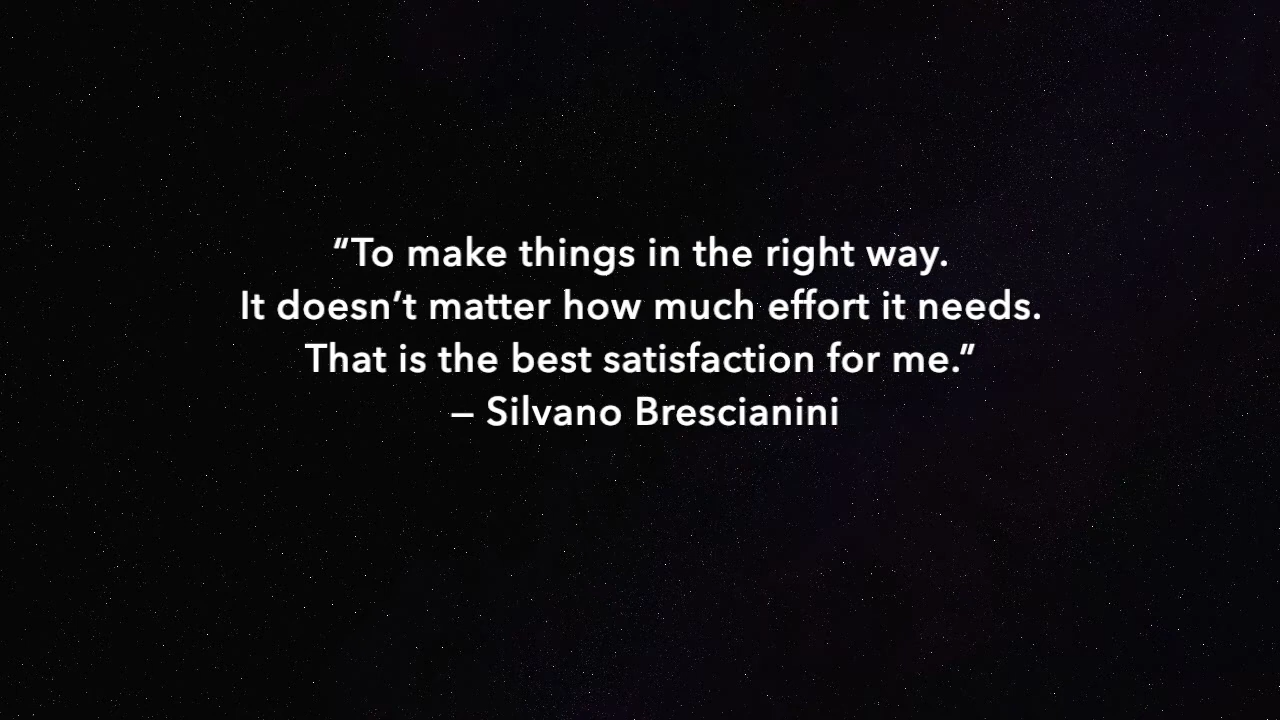 “To make things in the right way.
It doesn’t matter how much effort it needs.
That is the best satisfaction for me.”
– Silvano Brescianini